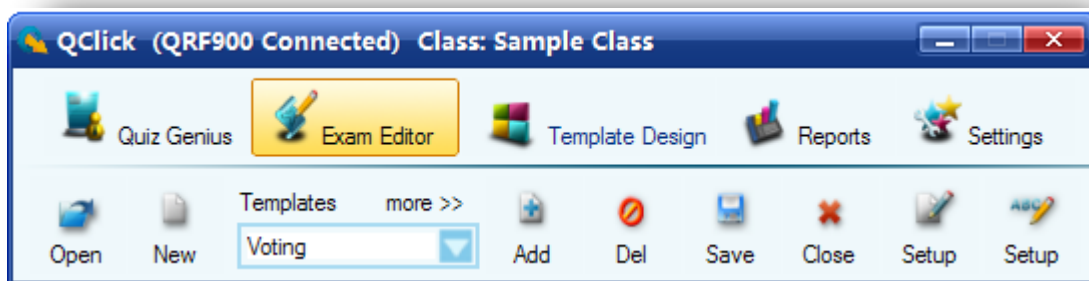 QClick (QRF900 Connected) Class: Sample Class
Quiz Genius Exam Editor Template Design Reports Settings
Templates more >>
Voting
Open New Add Del Save Close Setup Setup
ABC